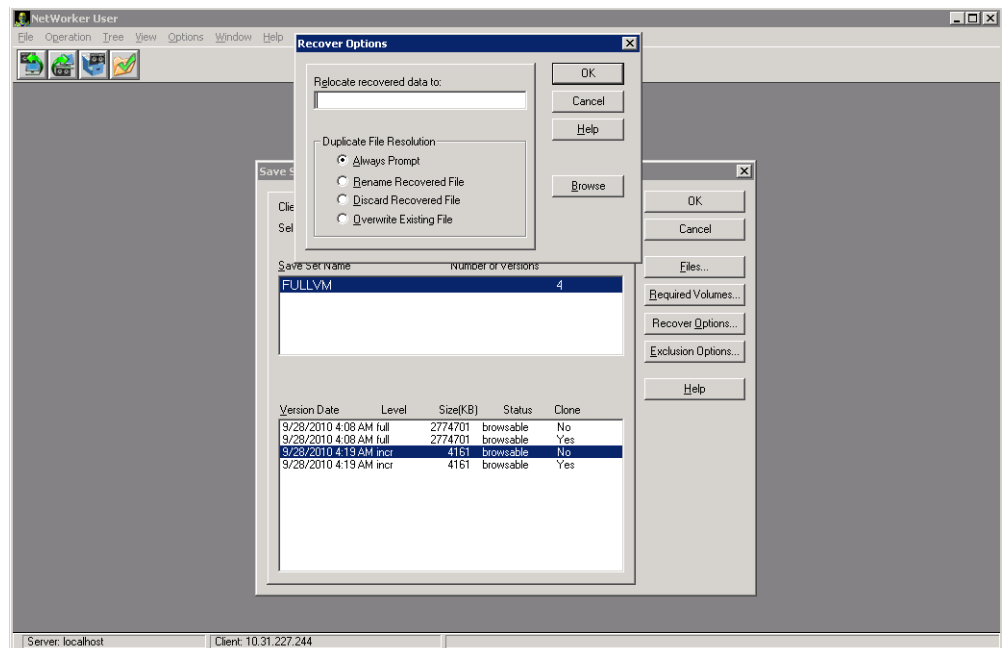 NetWorker User
File Operation Tree View Options Window Help
Recover Options
Relocate recovered data to:
OK
Cancel
Help
Browse
Duplicate File Resolution
Always Prompt
Rename Recovered File
Discard Recovered File
Overwrite Existing File
Save S
Clie
Sel
Save Set Name Number of Versions
FULLVM 4
OK
Cancel
Files...
Required Volumes...
Recover Options...
Exclusion Options...
Help
Version Date Level Size(KB) Status Clone
9/28/2010 4:08 AM full 2774701 browsable No
9/28/2010 4:08 AM full 2774701 browsable Yes
9/28/2010 4:19 AM incr 4161 browsable No
9/28/2010 4:19 AM incr 4161 browsable Yes
Server: localhost Client: 10.31.227.244